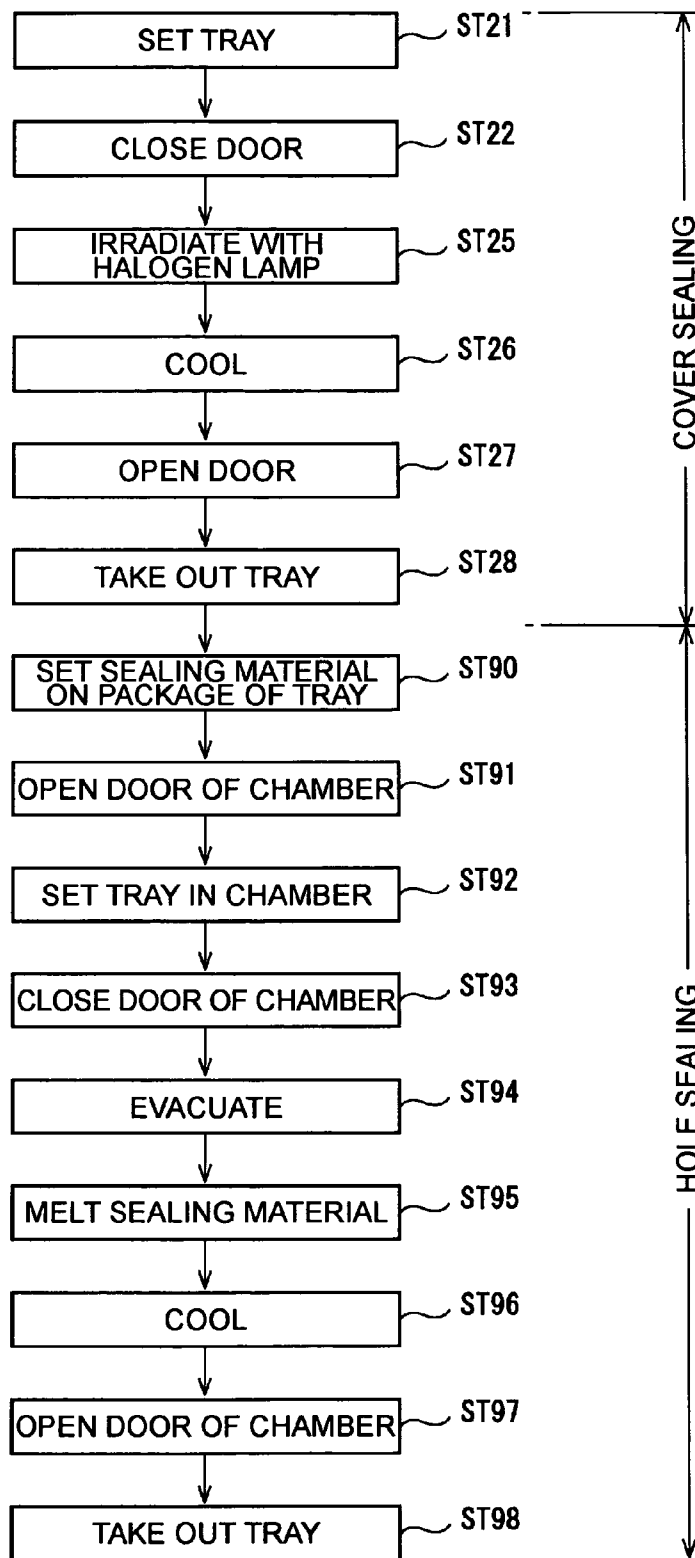 SET TRAY
ST21
CLOSE DOOR
ST22
IRRADIATE WITH
HALOGEN LAMP
ST25
COOL
ST26
OPEN DOOR
ST27
TAKE OUT TRAY
ST28
COVER SEALING
SET SEALING MATERIAL
ON PACKAGE OF TRAY
ST90
OPEN DOOR OF CHAMBER
ST91
SET TRAY IN CHAMBER
ST92
CLOSE DOOR OF CHAMBER
ST93
EVACUATE
ST94
MELT SEALING MATERIAL
ST95
COOL
ST96
OPEN DOOR OF CHAMBER
ST97
TAKE OUT TRAY
ST98
HOLE SEALING